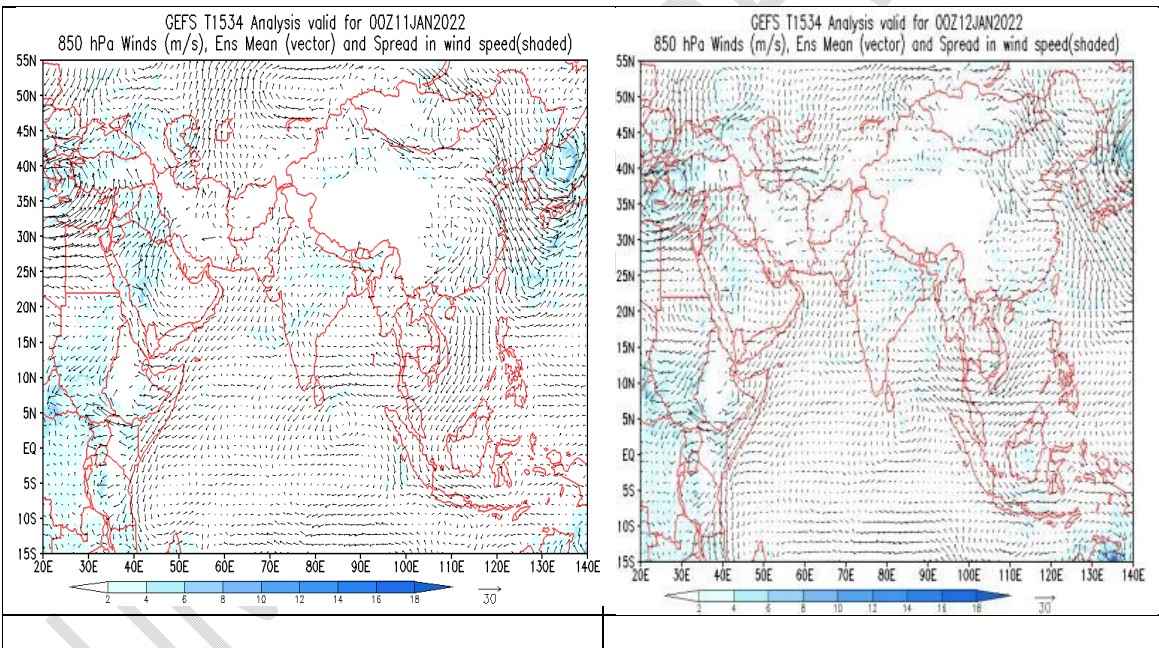 GEFS T1534 Analysis valid for 00Z11JAN2022
850 hPa Winds (m/s), Ens Mean (vector) and Spread in wind speed(shaded)
55N
50N
45N
40N
35N
30N
25N
20N
15N
10N
5N
EQ
5S
10S
15S
20E 30E 40E 50E 60E 70E 80E 90E 100E 110E 120E 130E 140E
2 4 6 8 10 12 14 16 18
30
GEFS T1534 Analysis valid for 00Z12JAN2022
850 hPa Winds (m/s), Ens Mean (vector) and Spread in wind speed(shaded)
55N
50N
45N
40N
35N
30N
25N
20N
15N
10N
5N
EQ
5S
10S
15S
20E 30E 40E 50E 60E 70E 80E 90E 100E 110E 120E 130E 140E
2 4 6 8 10 12 14 16 18
30